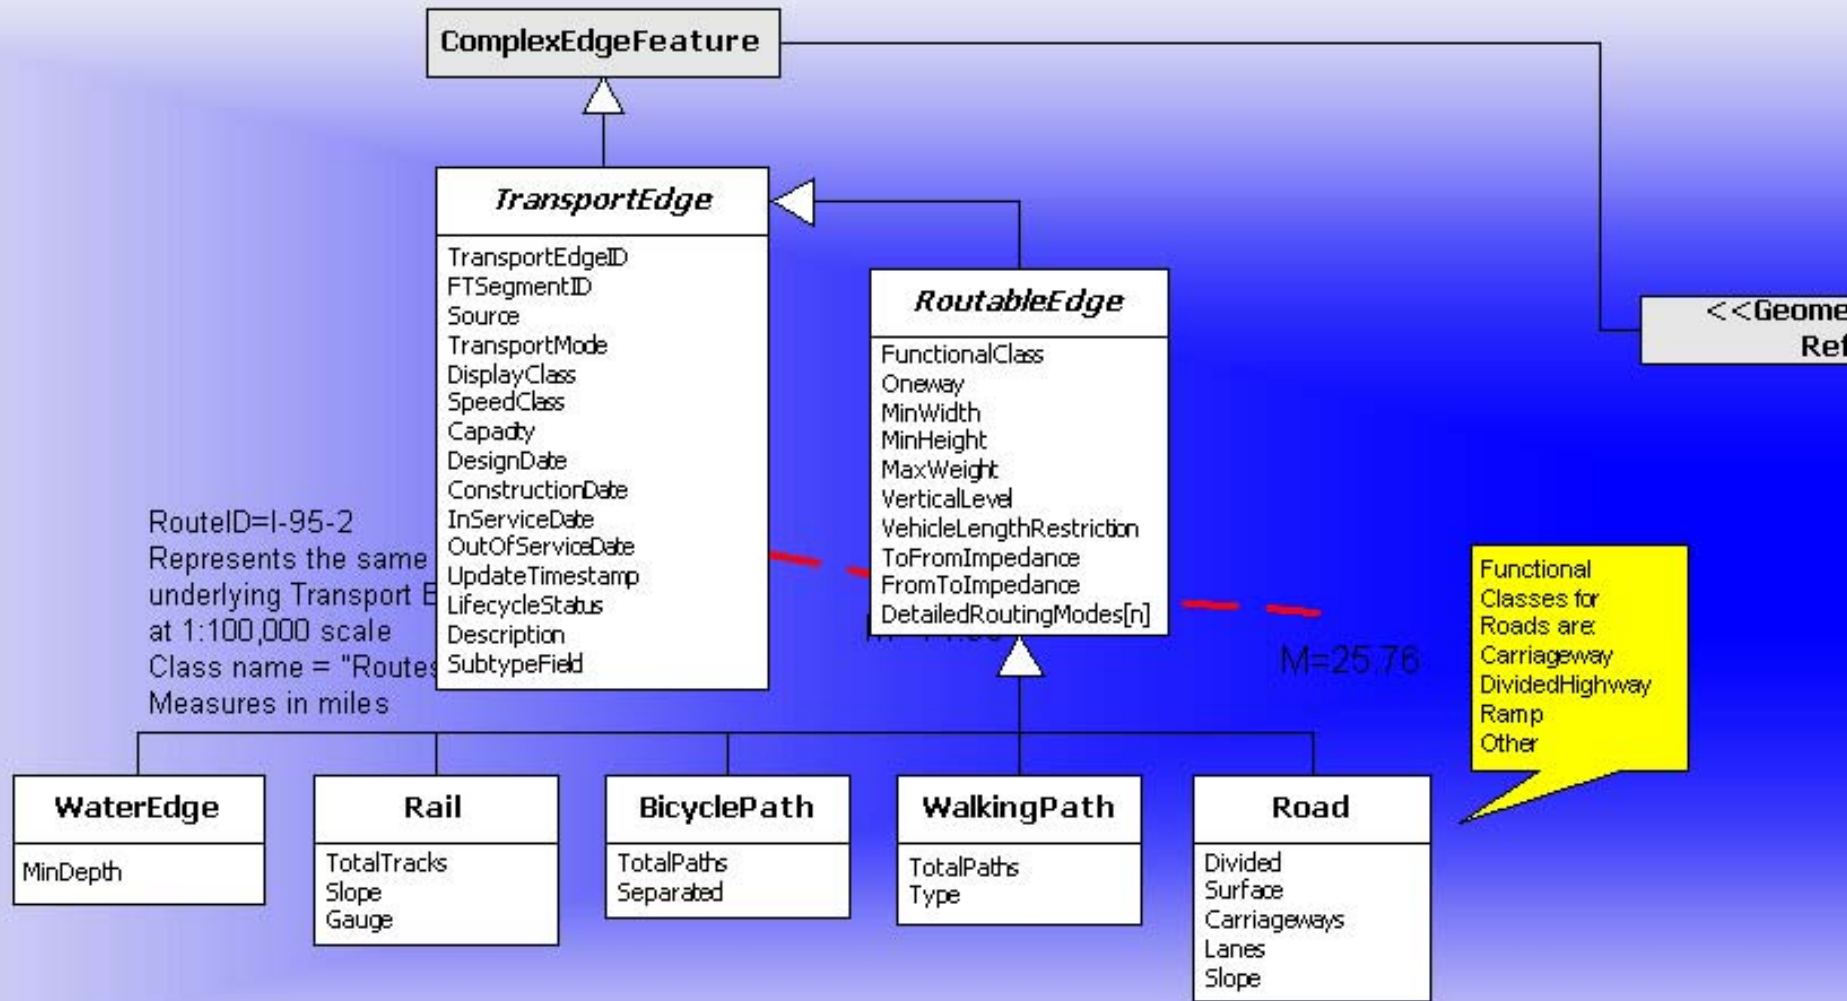 ComplexEdgeFeature
TransportEdge
TransportEdgeID
FTSegmentID
Source
TransportMode
DisplayClass
SpeedClass
Capacity
DesignDate
ConstructionDate
InServiceDate
OutOfServiceDate
UpdateTimestamp
LifecycleStatus
Description
SubtypeField
RoutableEdge
FunctionalClass
Oneway
MinWidth
MinHeight
MaxWeight
VerticalLevel
VehicleLengthRestriction
ToFromImpedance
FromToImpedance
DetailedRoutingModes[n]
<<Geome
Ref
RouteID=I-95-2
Represents the same
underlying Transport E
at 1:100,000 scale
Class name = "Routes
Measures in miles
M=25.76
Functional
Classes for
Roads are:
Carriageway
DividedHighway
Ramp
Other
WaterEdge
MinDepth
Rail
TotalTracks
Slope
Gauge
BicyclePath
TotalPaths
Separated
WalkingPath
TotalPaths
Type
Road
Divided
Surface
Carriageways
Lanes
Slope